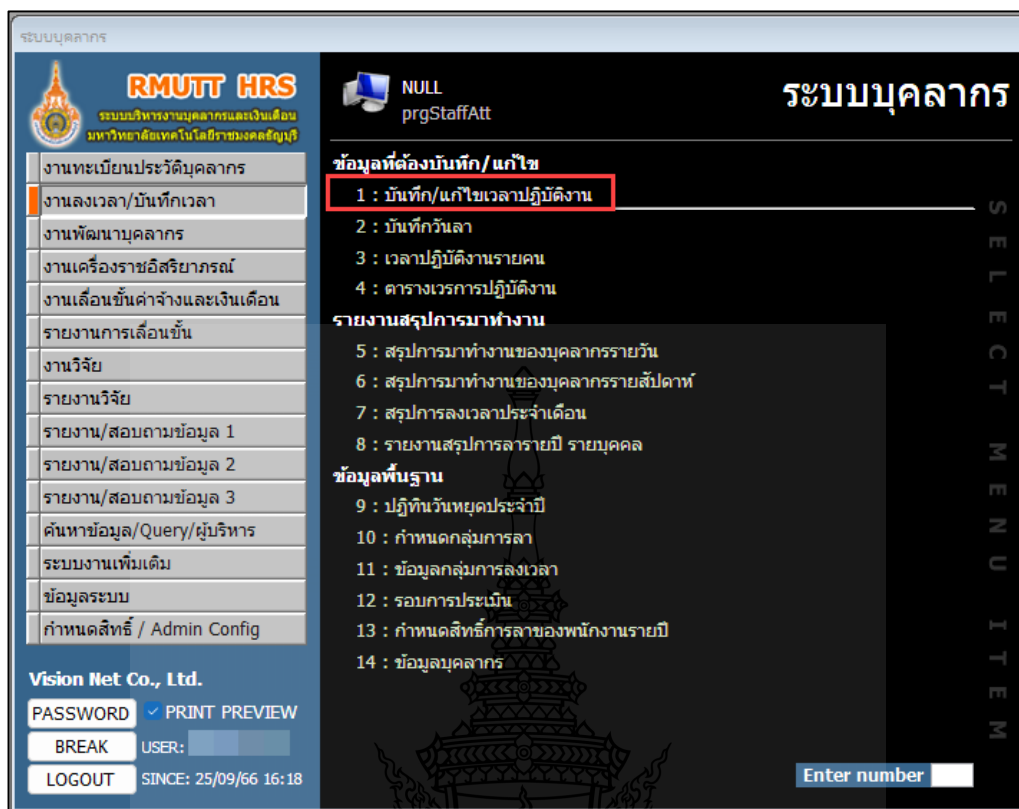 ระบบบุคลากร
RMUTT HRS
ระบบบริหารงานบุคลากรและเงินเดือน
มหาวิทยาลัยเทคโนโลยีราชมงคลธัญบุรี
งานทะเบียนประวัติบุคลากร
งานลงเวลา/บันทึกเวลา
งานพัฒนาบุคลากร
งานเครื่องราชอิสริยาภรณ์
งานเลื่อนขั้นค่าจ้างและเงินเดือน
รายงานการเลื่อนขั้น
งานวิจัย
รายงานวิจัย
รายงาน/สอบถามข้อมูล 1
รายงาน/สอบถามข้อมูล 2
รายงาน/สอบถามข้อมูล 3
ค้นหาข้อมูล/Query/ผู้บริหาร
ระบบงานเพิ่มเติม
ข้อมูลระบบ
กำหนดสิทธิ์ / Admin Config
Vision Net Co., Ltd.
PASSWORD PRINT PREVIEW
BREAK USER:
LOGOUT SINCE: 25/09/66 16:18
NULL
prgStaffAtt
ระบบบุคลากร
ข้อมูลที่ต้องบันทึก/แก้ไข
1 : บันทึก/แก้ไขเวลาปฏิบัติงาน
2 : บันทึกวันลา
3 : เวลาปฏิบัติงานรายคน
4 : ตารางเวรการปฏิบัติงาน
รายงานสรุปการมาทำงาน
5 : สรุปการมาทำงานของบุคลากรรายวัน
6 : สรุปการมาทำงานของบุคลากรรายสัปดาห์
7 : สรุปการลงเวลาประจำเดือน
8 : รายงานสรุปการลารายปี รายบุคคล
ข้อมูลพื้นฐาน
9 : ปฏิทินวันหยุดประจำปี
10 : กำหนดกลุ่มการลา
11 : ข้อมูลกลุ่มการลงเวลา
12 : รอบการประเมิน
13 : กำหนดสิทธิ์การลาของพนักงานรายปี
14 : ข้อมูลบุคลากร
Enter number
SELECT MENU ITEM